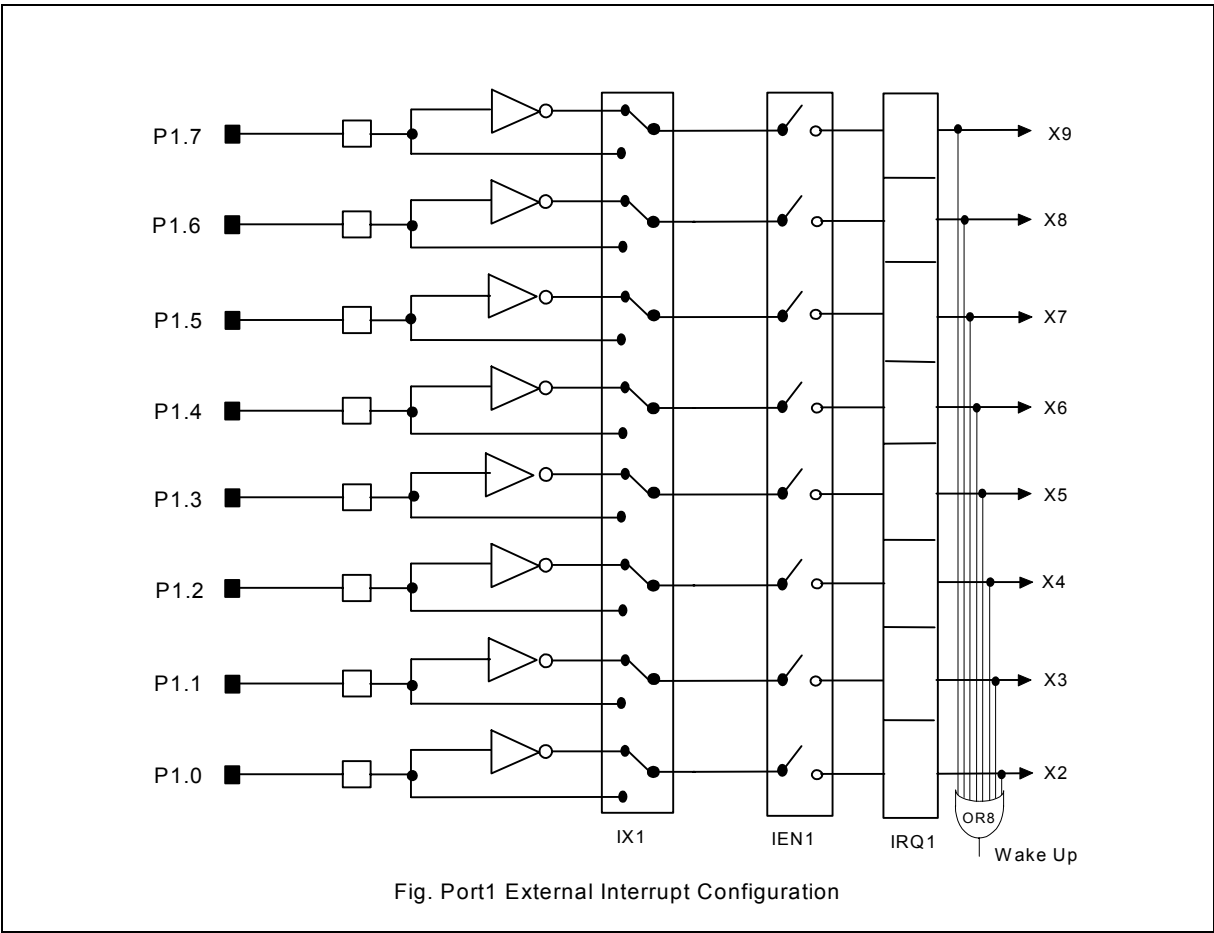 P1.7
X9
P1.6
X8
P1.5
X7
P1.4
X6
P1.3
X5
P1.2
X4
P1.1
X3
P1.0
X2
OR8
IX1
IEN1
IRQ1
Wake Up
Fig. Port1 External Interrupt Configuration